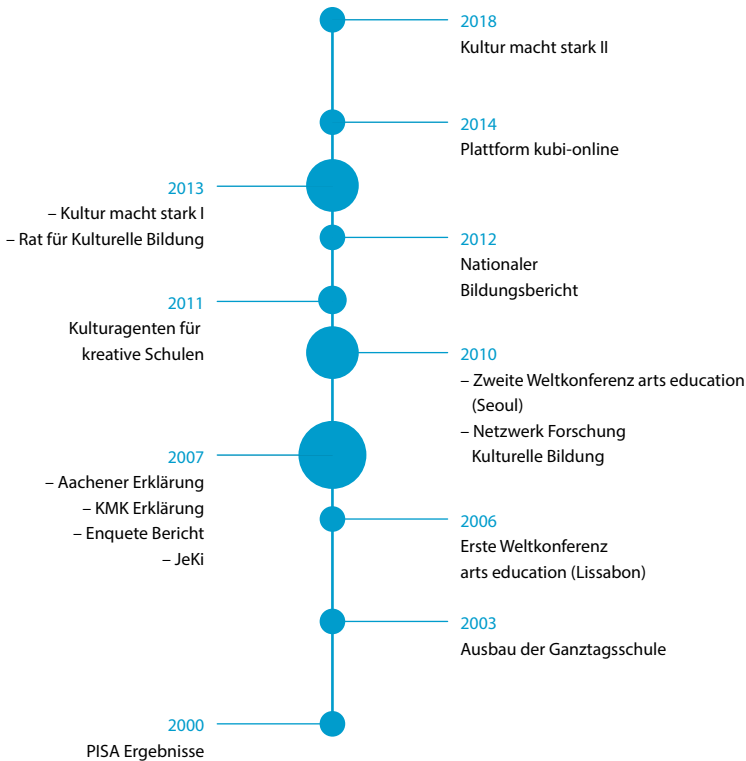 2018
Kultur macht stark II
2014
Plattform kubi-online
2013
– Kultur macht stark I
– Rat für Kulturelle Bildung
2012
Nationaler
Bildungsbericht
2011
Kulturagenten für
kreative Schulen
2010
– Zweite Weltkonferenz arts education
(Seoul)
– Netzwerk Forschung
Kulturelle Bildung
2007
– Aachener Erklärung
– KMK Erklärung
– Enquete Bericht
– JeKi
2006
Erste Weltkonferenz
arts education (Lissabon)
2003
Ausbau der Ganztagsschule
2000
PISA Ergebnisse